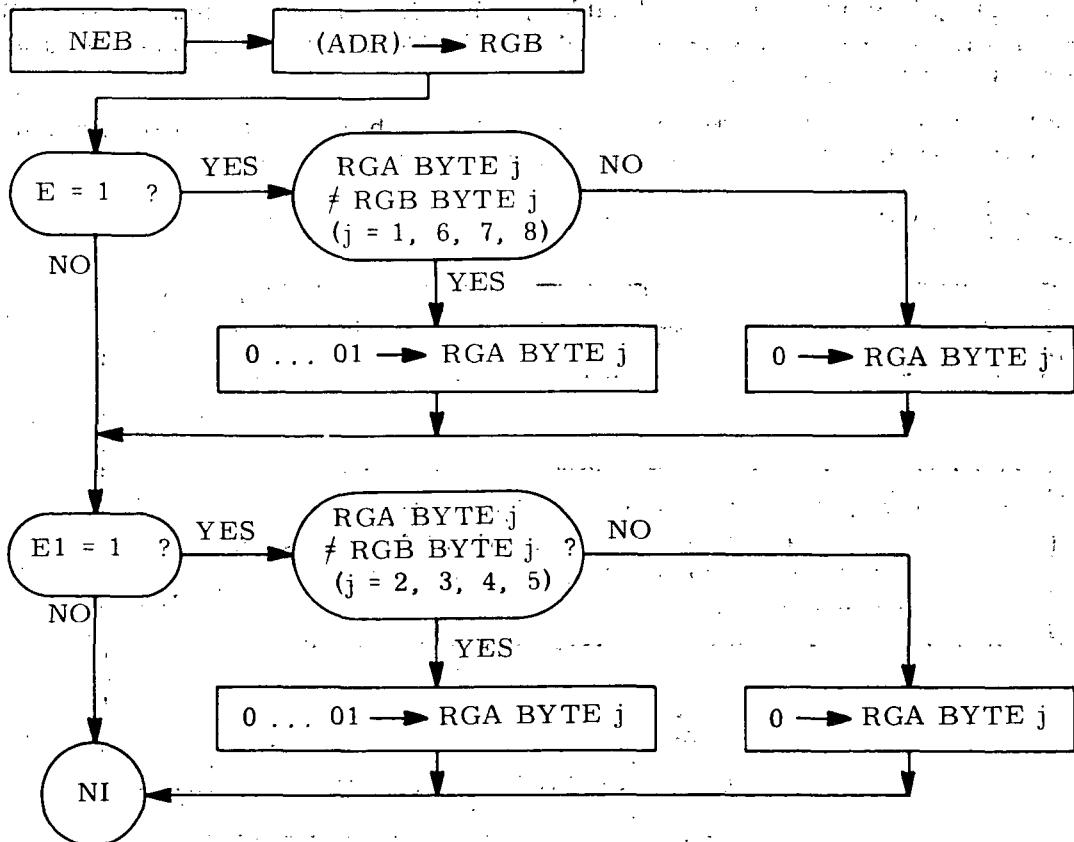 NEB
(ADR) → RGB
E = 1 ?
YES
RGA BYTE j
≠ RGB BYTE j
(j = 1, 6, 7, 8)
NO
NO
YES
0 ... 01 → RGA BYTE j
0 → RGA BYTE j
E1 = 1 ?
YES
RGA BYTE j
≠ RGB BYTE j ?
(j = 2, 3, 4, 5)
NO
NO
YES
0 ... 01 → RGA BYTE j
0 → RGA BYTE j
NI